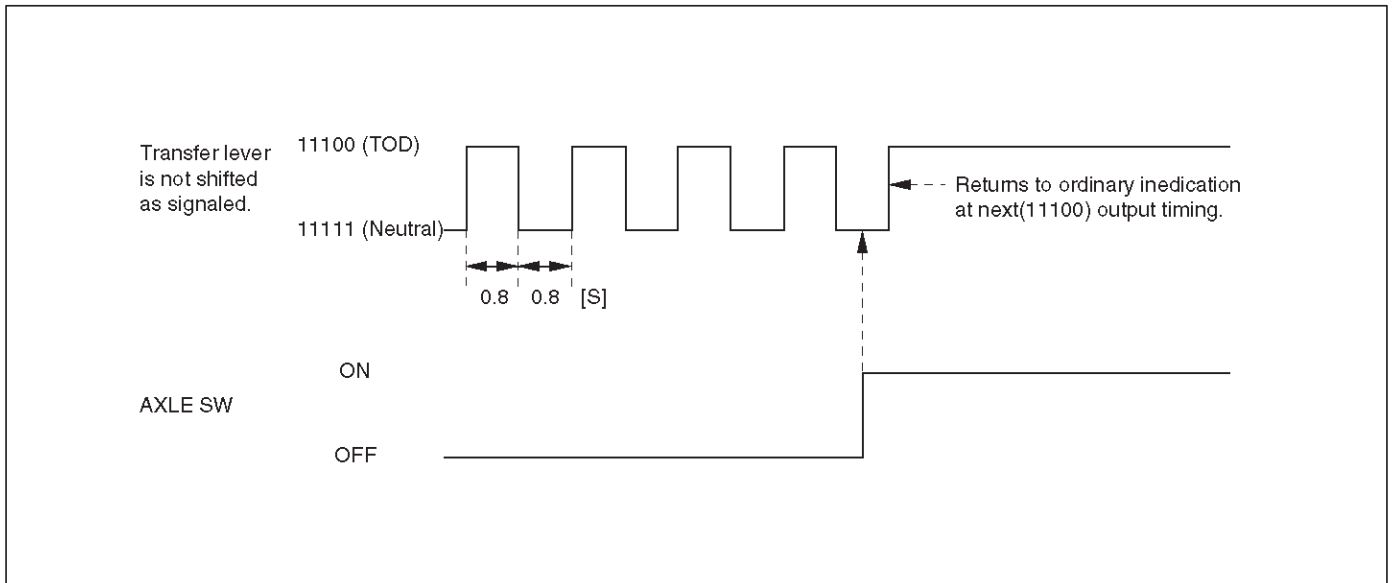 Transfer lever
is not shifted
as signaled.
11100 (TOD)
11111 (Neutral)
0.8 0.8 [S]
Returns to ordinary inedication
at next(11100) output timing.
AXLE SW
ON
OFF